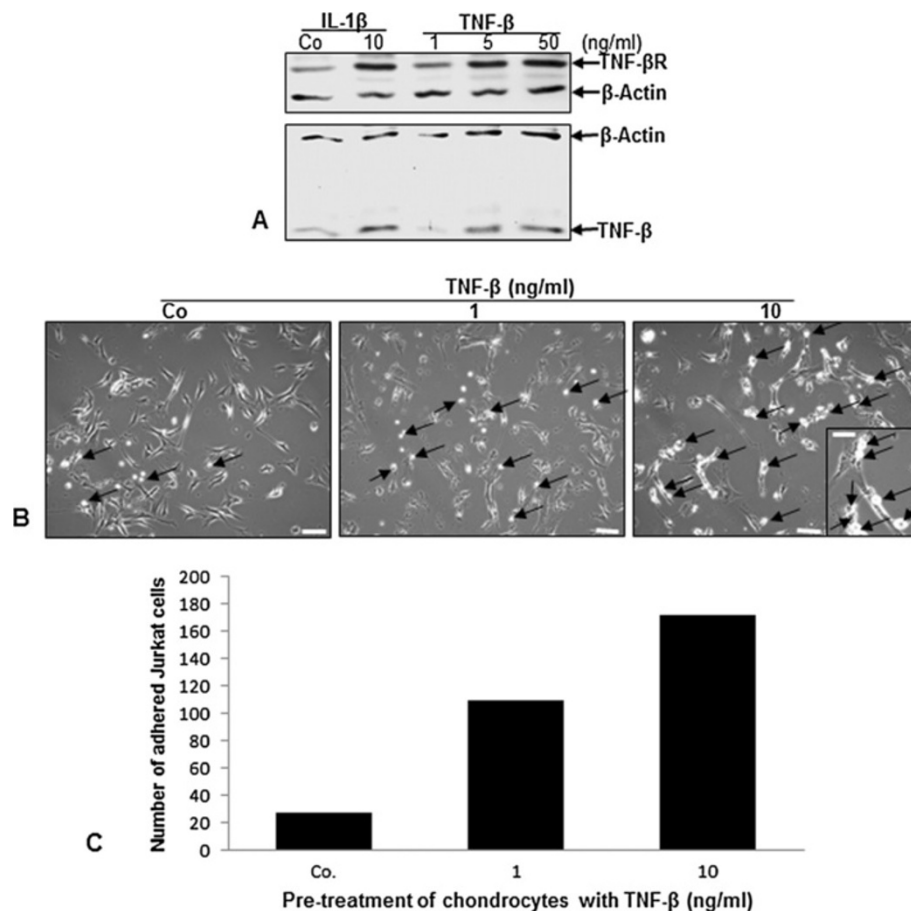 IL-1β TNF-β
Co 10 1 5 50 (ng/ml)
TNF-βR
β-Actin
β-Actin
TNF-β
A
TNF-β (ng/ml)
Co 1 10
B
200
180
160
140
120
100
80
60
40
20
0
Number of adhered Jurkat cells
C
Co. 1 10
Pre-treatment of chondrocytes with TNF-β (ng/ml)